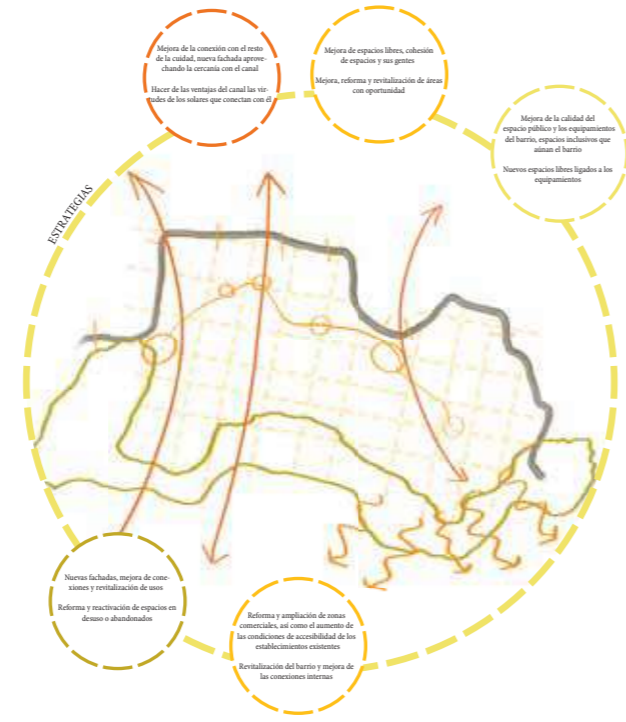 Mejora de la conexión con el resto
de la cuidad, nueva fachada aprove-
chando la cercanía con el canal
Hacer de las ventajas del canal las vir-
tudes de los solares que conectan con él
Mejora de espacios libres, cohesión
de espacios y sus gentes
Mejora, reforma y revitalización de áreas
con oportunidad
Mejora de la calidad del
espacio público y los equipamientos
del barrio, espacios inclusivos que
aúnan el barrio
Nuevos espacios libres ligados a los
equipamientos
ESTRATEGIAS
Nuevas fachadas, mejora de cone-
xiones y revitalización de usos
Reforma y reactivación de espacios en
desuso o abandonados
Reforma y ampliación de zonas
comerciales, así como el aumento de
las condiciones de accesibilidad de los
establecimientos existentes
Revitalización del barrio y mejora de
las conexiones internas